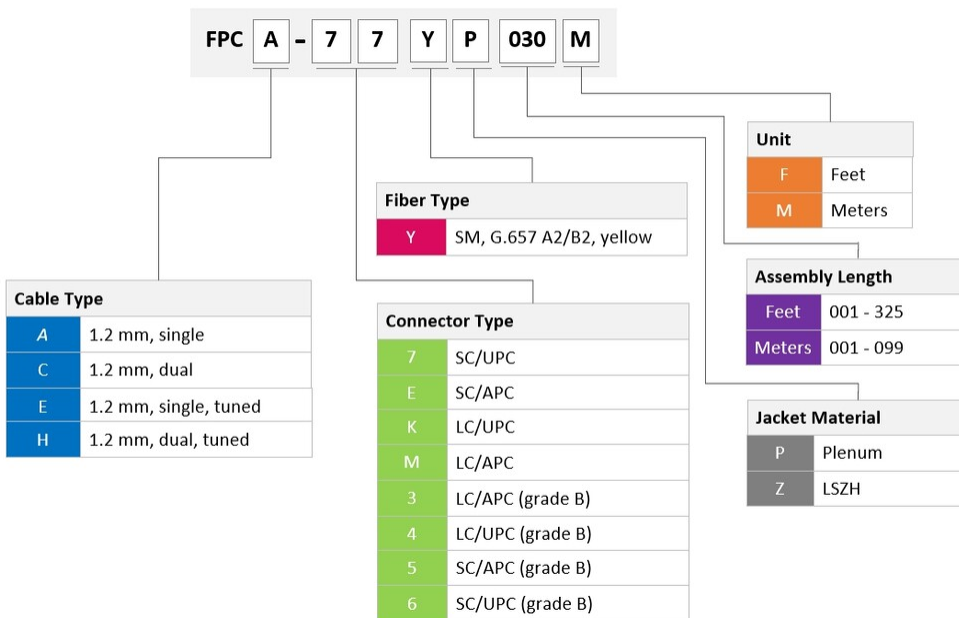 FPC A - 7 7 Y P 030 M
Unit
F Feet
M Meters
Fiber Type
Y SM, G.657 A2/B2, yellow
Assembly Length
Feet 001 - 325
Meters 001 - 099
Cable Type
A 1.2 mm, single
C 1.2 mm, dual
E 1.2 mm, single, tuned
H 1.2 mm, dual, tuned
Connector Type
7 SC/UPC
E SC/APC
K LC/UPC
M LC/APC
3 LC/APC (grade B)
4 LC/UPC (grade B)
5 SC/APC (grade B)
6 SC/UPC (grade B)
Jacket Material
P Plenum
Z LSZH